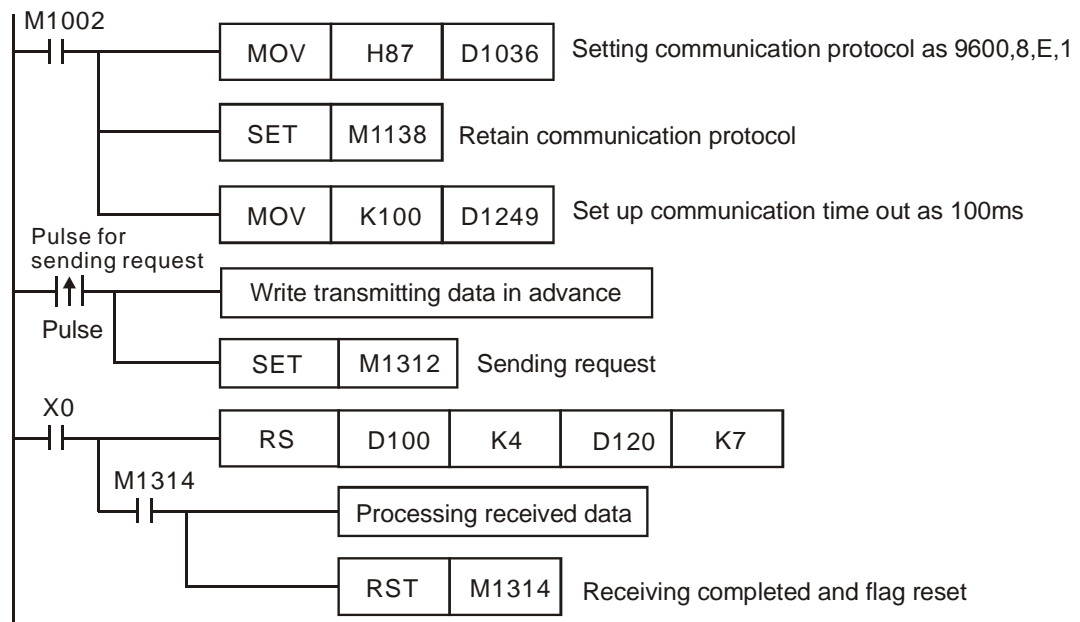 M1002
MOV H87 D1036 Setting communication protocol as 9600,8,E,1
SET M1138 Retain communication protocol
MOV K100 D1249 Set up communication time out as 100ms
Pulse for
sending request
Write transmitting data in advance
Pulse
SET M1312 Sending request
X0
RS D100 K4 D120 K7
M1314
Processing received data
RST M1314 Receiving completed and flag reset